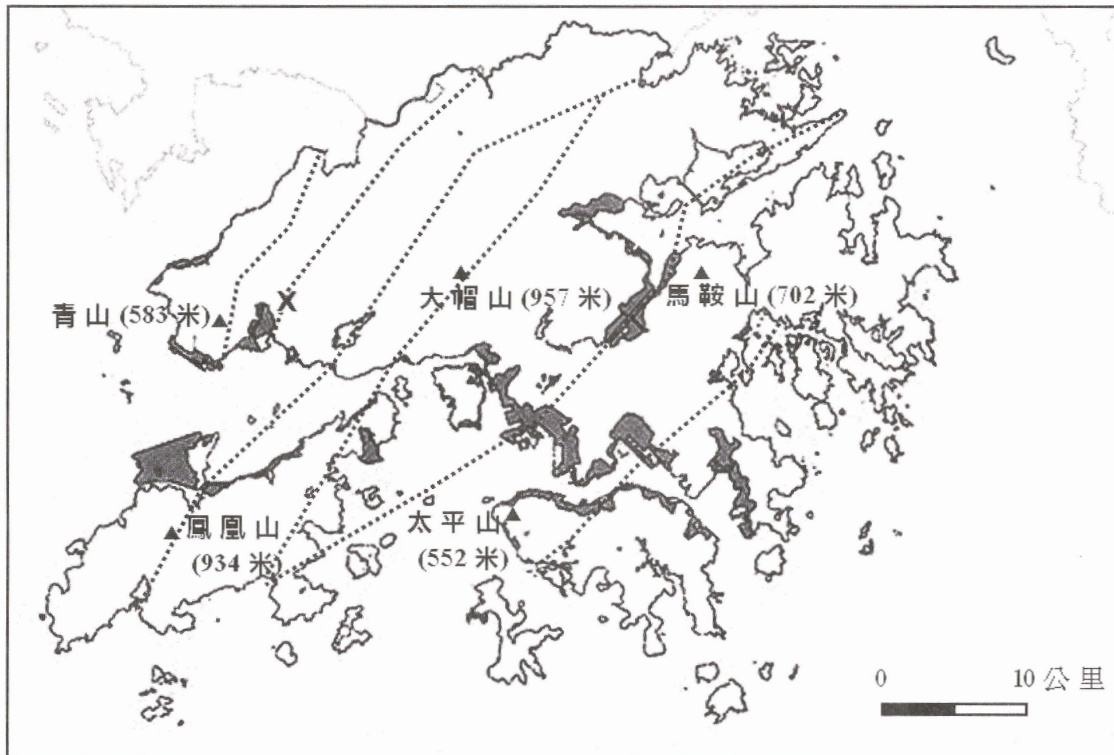 青山 (583 米)
X
大帽山 (957 米)
馬鞍山 (702 米)
鳳凰山
(934 米)
太平山
(552 米)
0 10 公里